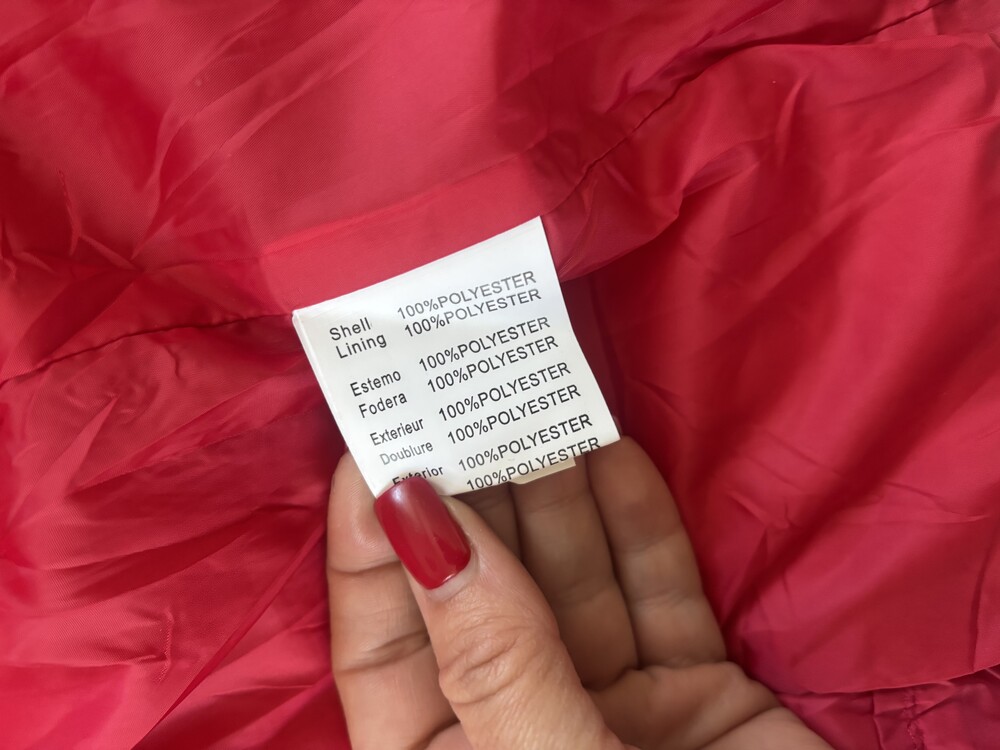 Shell 100%POLYESTER
Lining 100%POLYESTER
Estemo 100%POLYESTER
Fodera 100%POLYESTER
Exterieur 100%POLYESTER
Doublure 100%POLYESTER
Exterior 100%POLYESTER
100%POLYESTER